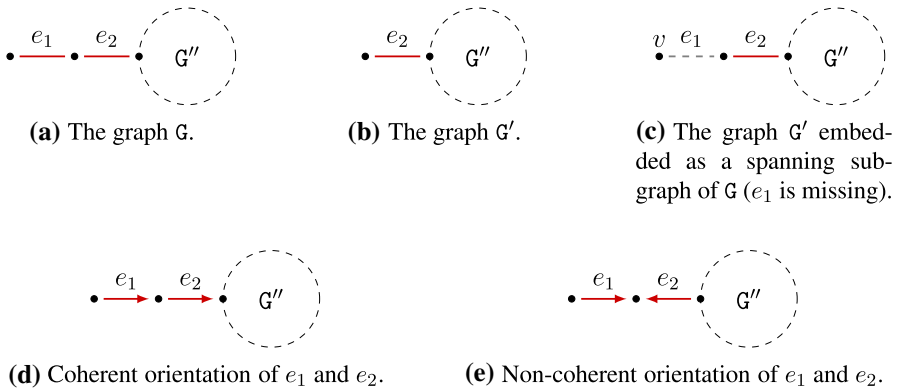 e₁ e₂ G″
(a) The graph G.
e₂ G″
(b) The graph G′.
v e₁ e₂ G″
(c) The graph G′ embed-
ded as a spanning sub-
graph of G (e₁ is missing).
e₁ e₂ G″
(d) Coherent orientation of e₁ and e₂.
e₁ e₂ G″
(e) Non-coherent orientation of e₁ and e₂.